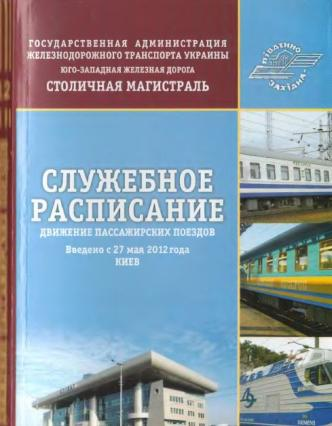 ГОСУДАРСТВЕННАЯ АДМИНИСТРАЦИЯ
ЖЕЛЕЗНОДОРОЖНОГО ТРАНСПОРТА УКРАИНЫ
ЮГО-ЗАПАДНАЯ ЖЕЛЕЗНАЯ ДОРОГА
СТОЛИЧНАЯ МАГИСТРАЛЬ
ПІВДЕННО
ЗАХІДНА
СЛУЖЕБНОЕ
РАСПИСАНИЕ
ДВИЖЕНИЕ ПАССАЖИРСКИХ ПОЕЗДОВ
Введено с 27 мая 2012 года
КИЕВ
SIEMENS